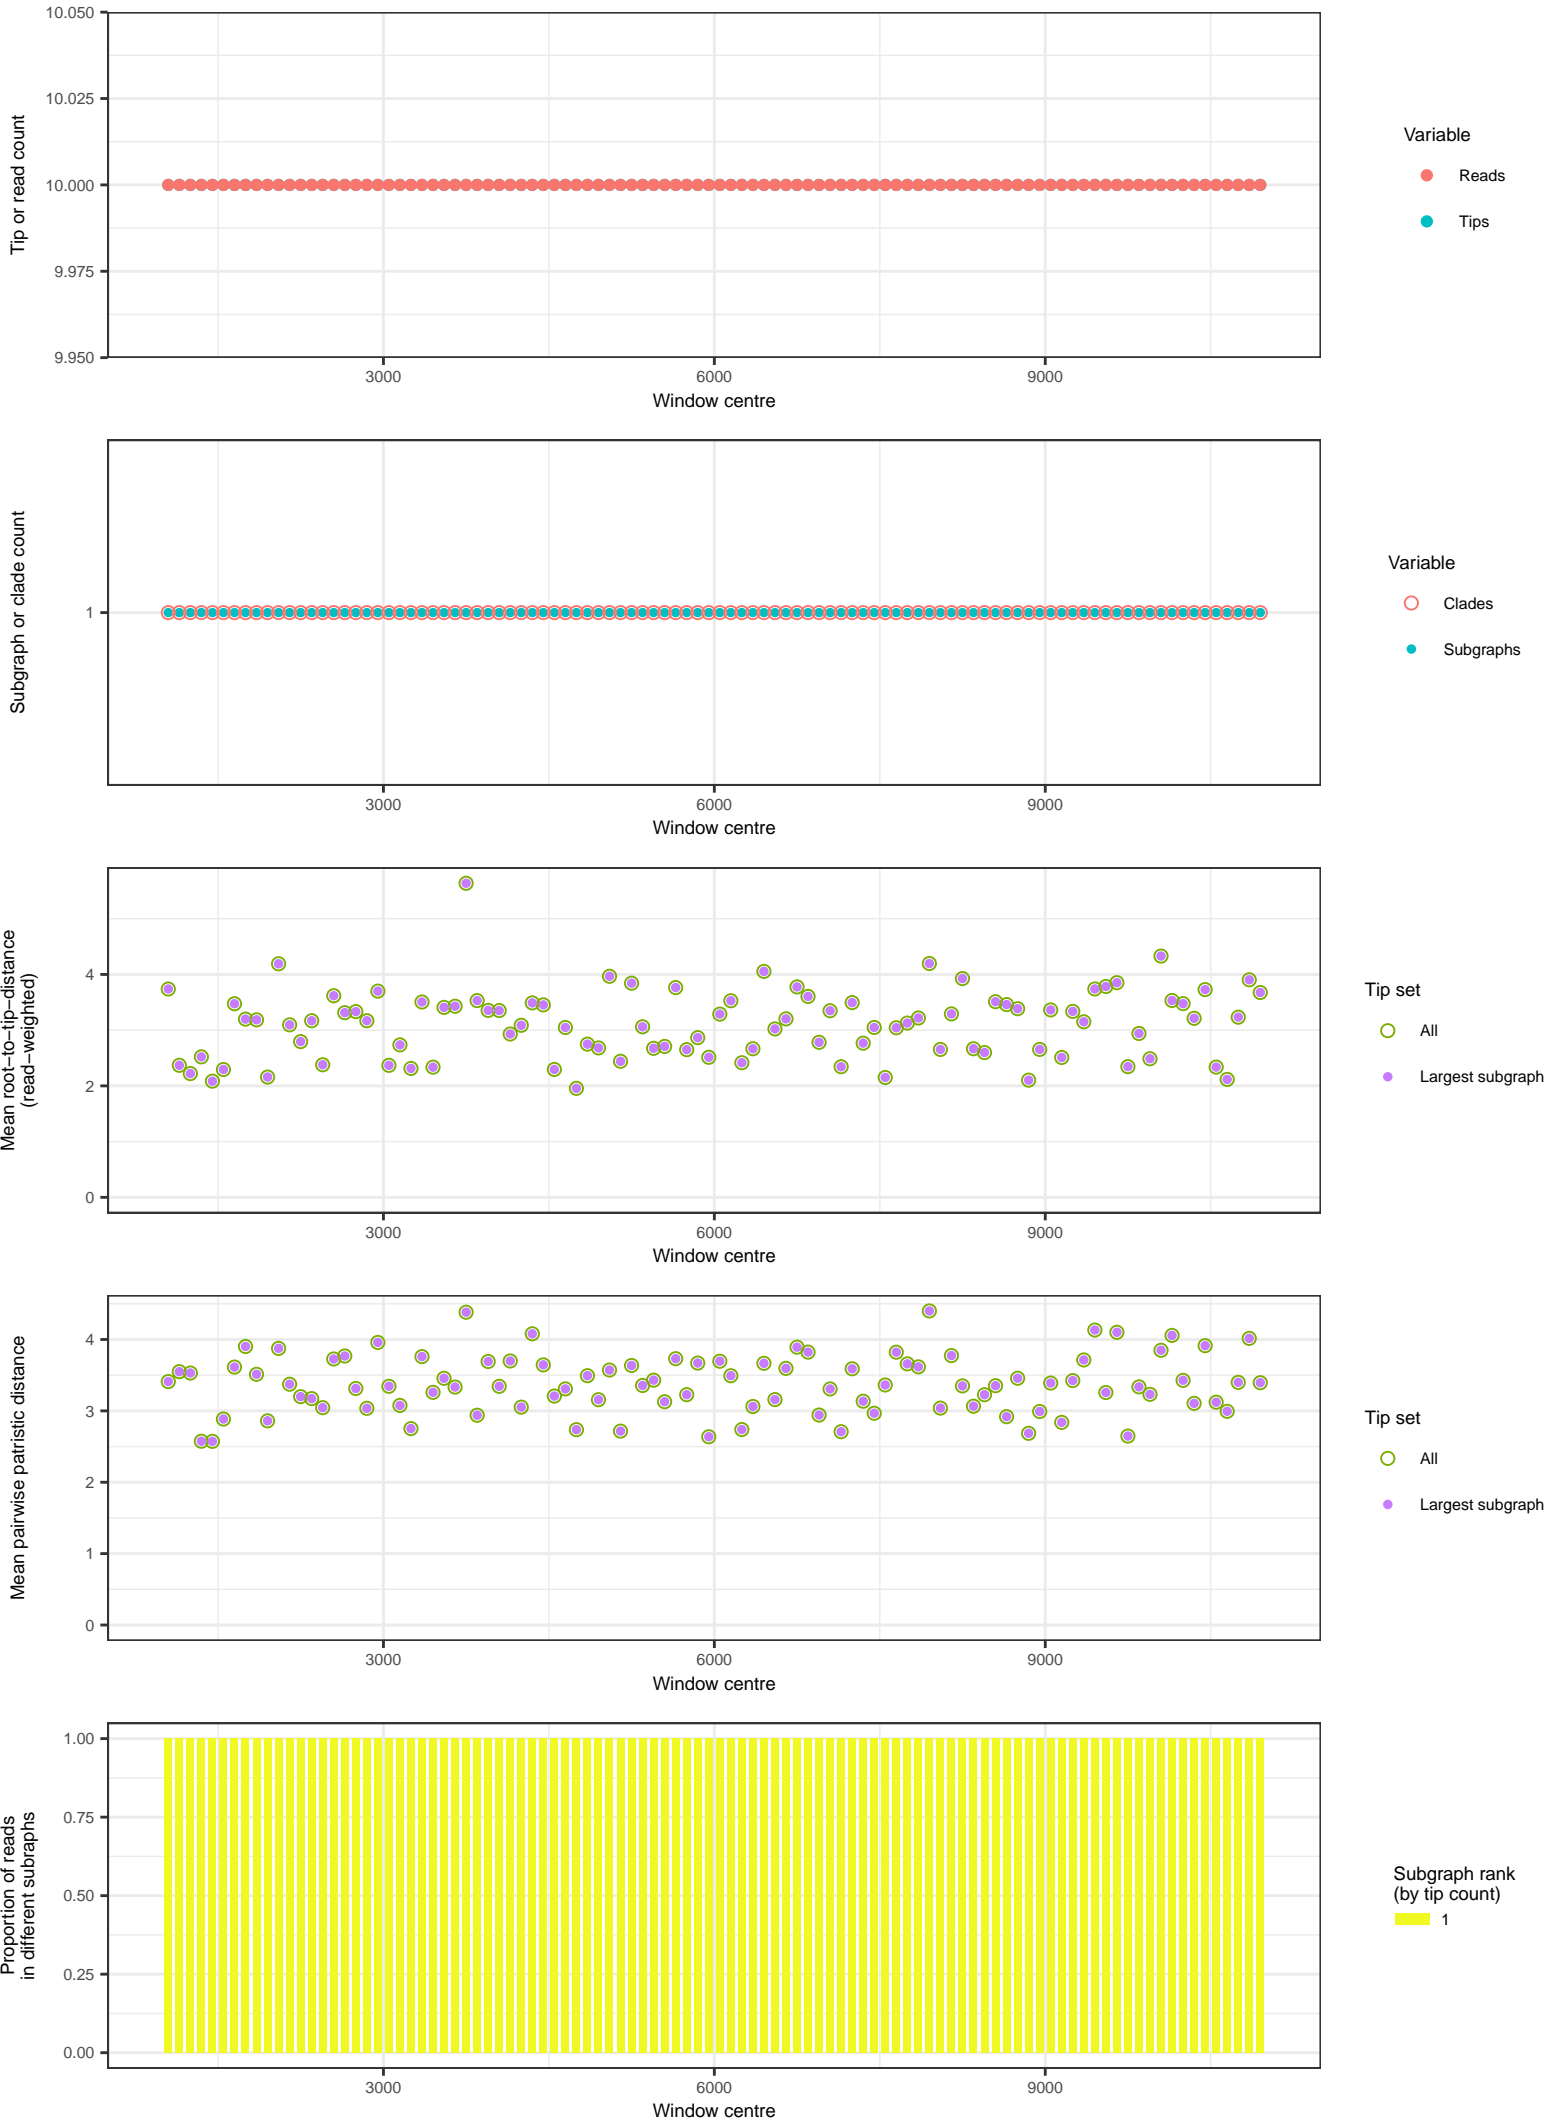 10.050
10.025
10.000
9.975
9.950
Tip or read count
3000
6000
9000
Window centre
Variable
Reads
Tips
1
Subgraph or clade count
3000
6000
9000
Window centre
Variable
Clades
Subgraphs
4
2
0
Mean root−to−tip−distance
(read−weighted)
3000
6000
9000
Window centre
Tip set
All
Largest subgraph
4
3
2
1
0
Mean pairwise patristic distance
3000
6000
9000
Window centre
Tip set
All
Largest subgraph
1.00
0.75
0.50
0.25
0.00
Proportion of reads
in different subraphs
3000
6000
9000
Window centre
Subgraph rank
(by tip count)
1